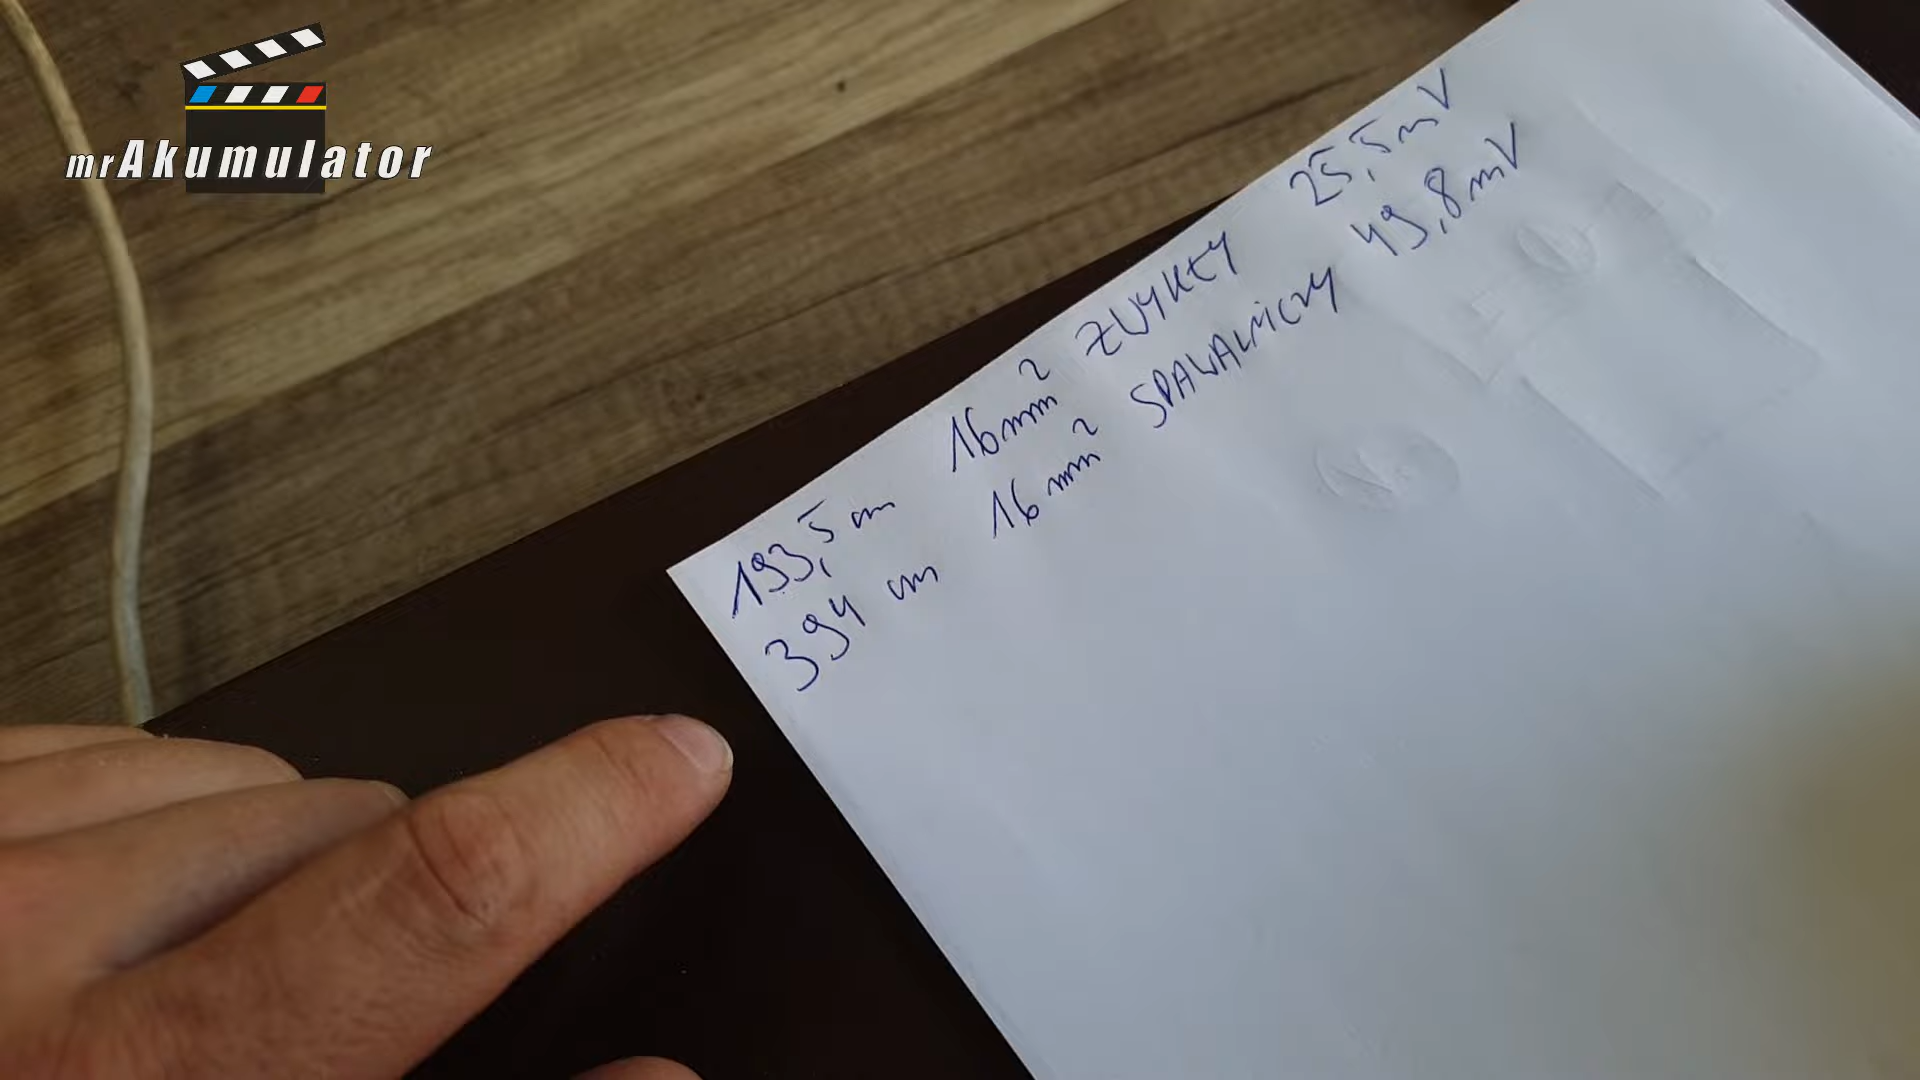 mrAkumulator
193,5 cm 16mm² ZWYKŁY 25,5mV
394 cm 16mm² SPAWALNICZY 49,8mV